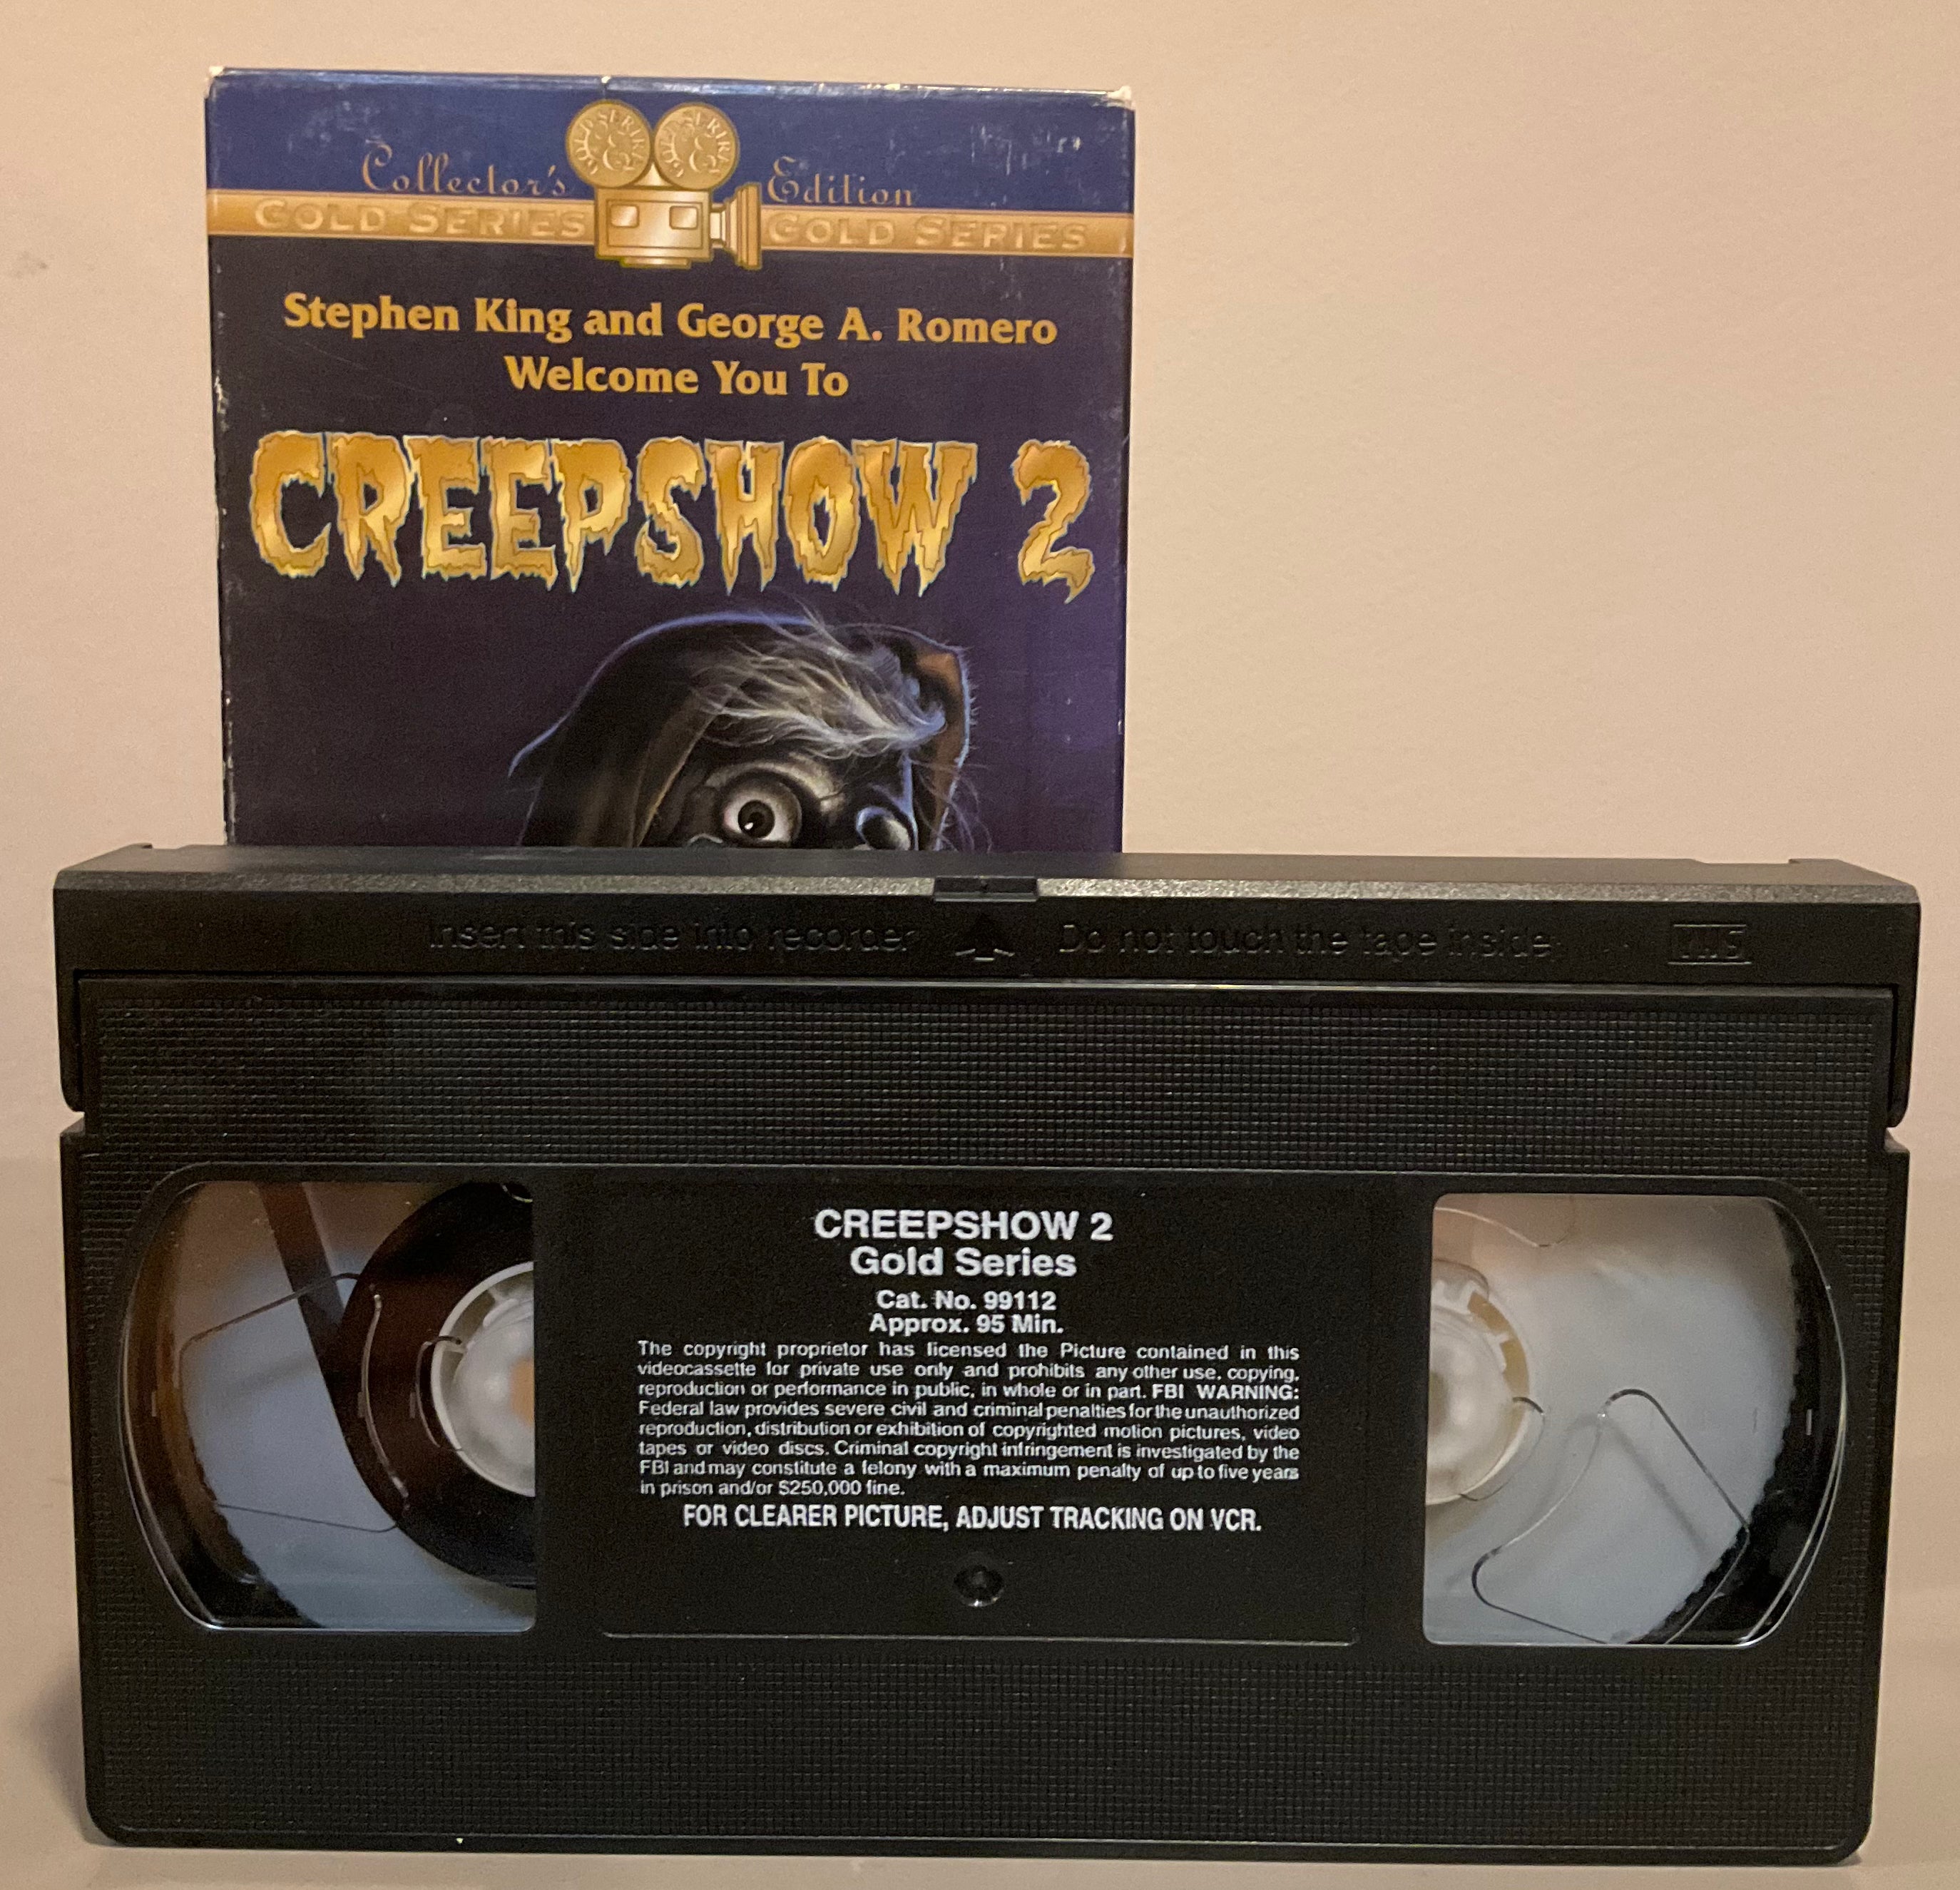 Collector's Edition
GOLD SERIES GOLD SERIES
Stephen King and George A. Romero
Welcome You To
CREEPSHOW 2
Insert this side into recorder Do not touch the tape inside VHS
CREEPSHOW 2
Gold Series
Cat. No. 99112
Approx. 95 Min.
The copyright proprietor has licensed the Picture contained in this
videocassette for private use only and prohibits any other use, copying,
reproduction or performance in public, in whole or in part. FBI WARNING:
Federal law provides severe civil and criminal penalties for the unauthorized
reproduction, distribution or exhibition of copyrighted motion pictures, video
tapes or video discs. Criminal copyright infringement is investigated by the
FBI and may constitute a felony with a maximum penalty of up to five years
in prison and/or $250,000 fine.
FOR CLEARER PICTURE, ADJUST TRACKING ON VCR.